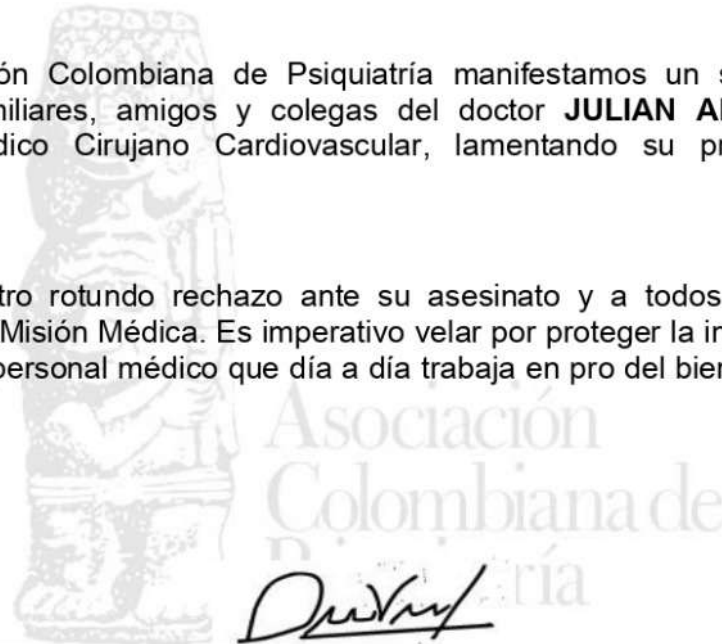 ón Colombiana de Psiquiatría manifestamos un s
iliares, amigos y colegas del doctor JULIAN A
dico Cirujano Cardiovascular, lamentando su pr
tro rotundo rechazo ante su asesinato y a todos
Misión Médica. Es imperativo velar por proteger la in
personal médico que día a día trabaja en pro del bien
Asociación
Colombiana de
ría